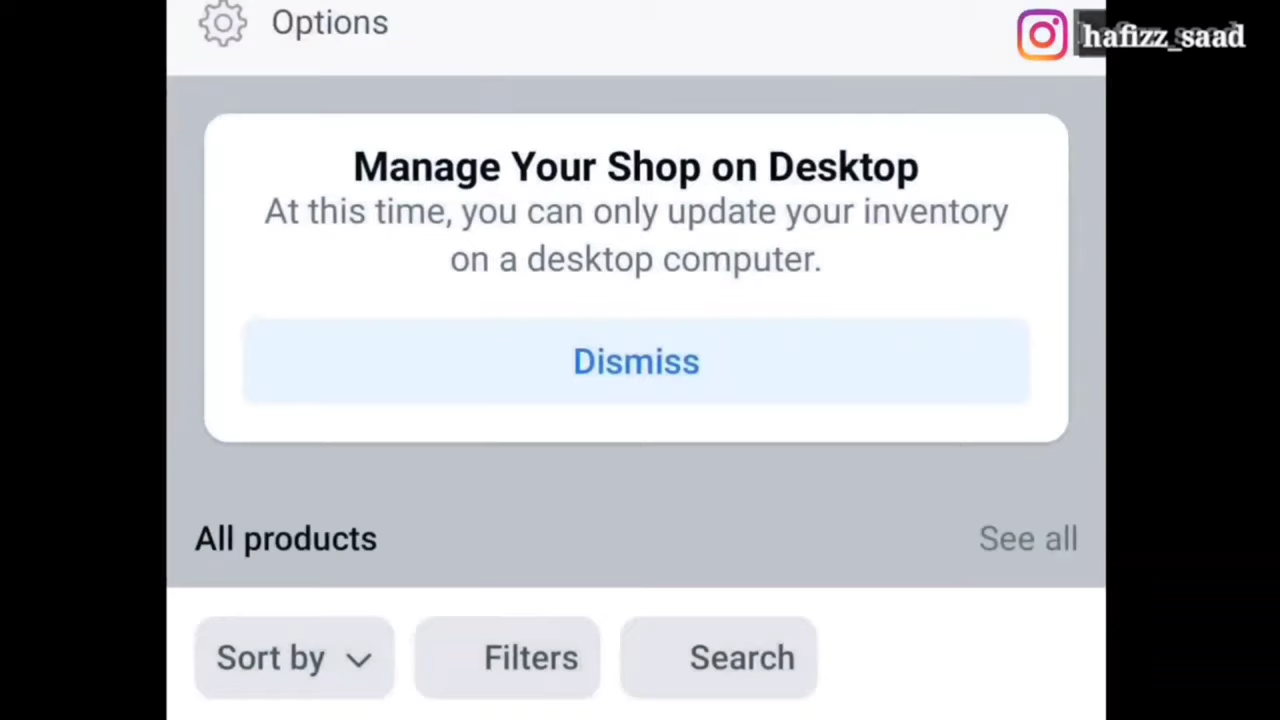 Options
hafizz_saad
Manage Your Shop on Desktop
At this time, you can only update your inventory
on a desktop computer.
Dismiss
All products
See all
Sort by
Filters
Search